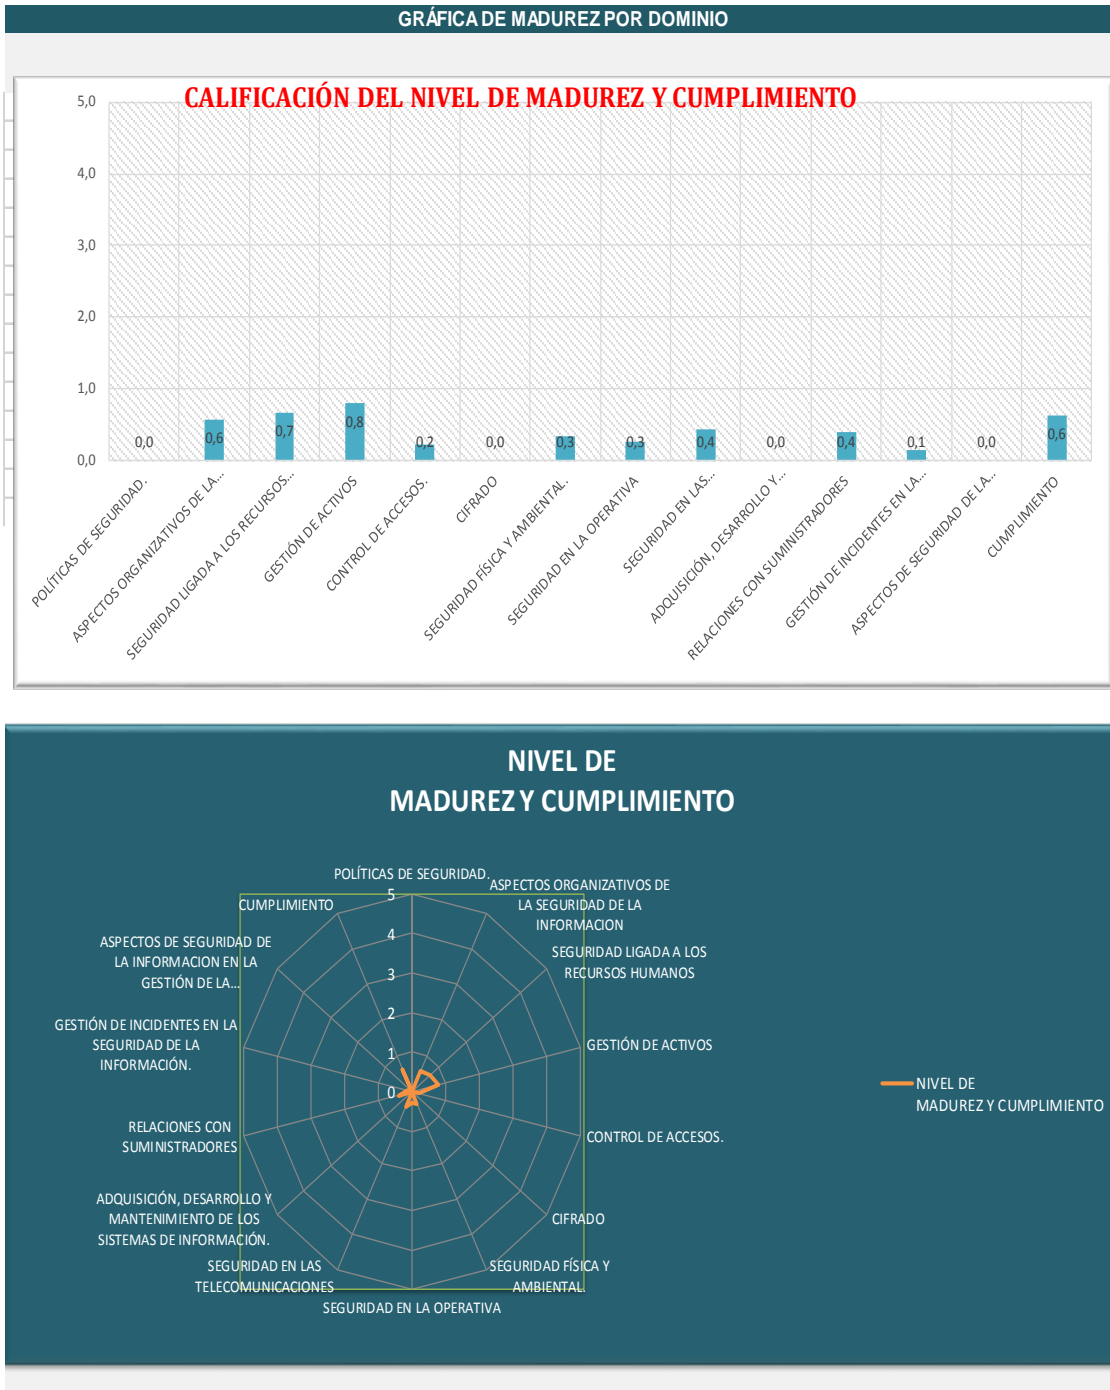 GRÁFICA DE MADUREZ POR DOMINIO
CALIFICACIÓN DEL NIVEL DE MADUREZ Y CUMPLIMIENTO
5,0
4,0
3,0
2,0
1,0
0,0
0,0
0,6
0,7
0,8
0,2
0,0
0,3
0,3
0,4
0,0
0,4
0,1
0,0
0,6
POLÍTICAS DE SEGURIDAD.
ASPECTOS ORGANIZATIVOS DE LA...
SEGURIDAD LIGADA A LOS RECURSOS...
GESTIÓN DE ACTIVOS
CONTROL DE ACCESOS.
CIFRADO
SEGURIDAD FÍSICA Y AMBIENTAL.
SEGURIDAD EN LA OPERATIVA
SEGURIDAD EN LAS...
ADQUISICIÓN, DESARROLLO Y...
RELACIONES CON SUMINISTRADORES
GESTIÓN DE INCIDENTES EN LA...
ASPECTOS DE SEGURIDAD DE LA...
CUMPLIMIENTO
NIVEL DE
MADUREZ Y CUMPLIMIENTO
POLÍTICAS DE SEGURIDAD.
ASPECTOS ORGANIZATIVOS DE
LA SEGURIDAD DE LA
INFORMACION
SEGURIDAD LIGADA A LOS
RECURSOS HUMANOS
GESTIÓN DE ACTIVOS
CONTROL DE ACCESOS.
CIFRADO
SEGURIDAD FÍSICA Y
AMBIENTAL.
SEGURIDAD EN LA OPERATIVA
SEGURIDAD EN LAS
TELECOMUNICACIONES
ADQUISICIÓN, DESARROLLO Y
MANTENIMIENTO DE LOS
SISTEMAS DE INFORMACIÓN.
RELACIONES CON
SUMINISTRADORES
GESTIÓN DE INCIDENTES EN LA
SEGURIDAD DE LA
INFORMACIÓN.
ASPECTOS DE SEGURIDAD DE
LA INFORMACION EN LA
GESTIÓN DE LA...
CUMPLIMIENTO
5
4
3
2
1
0
NIVEL DE
MADUREZ Y CUMPLIMIENTO